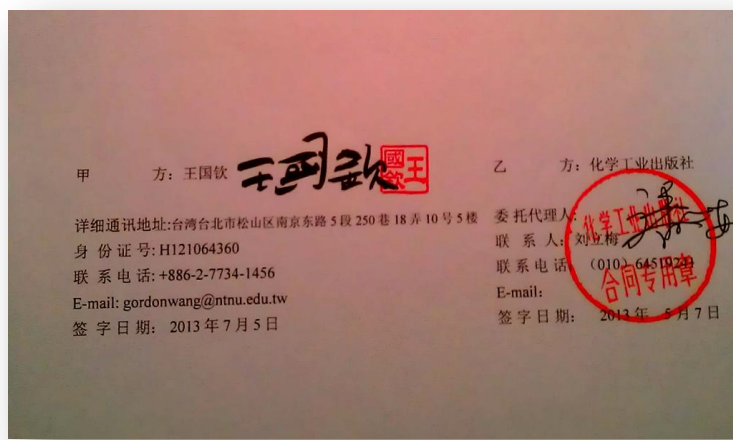 甲 方: 王国钦 王国钦 國欽王
详细通讯地址:台湾台北市松山区南京东路5段250巷18弄10号5楼
身份证号: H121064360
联系电话: +886-2-7734-1456
E-mail: gordonwang@ntnu.edu.tw
签字日期: 2013年7月5日
乙 方: 化学工业出版社
委托代理人:
联系人: 刘立梅
联系电话: (010) 64519241
E-mail:
签字日期: 2013年 5月7日
化学工业出版社
合同专用章